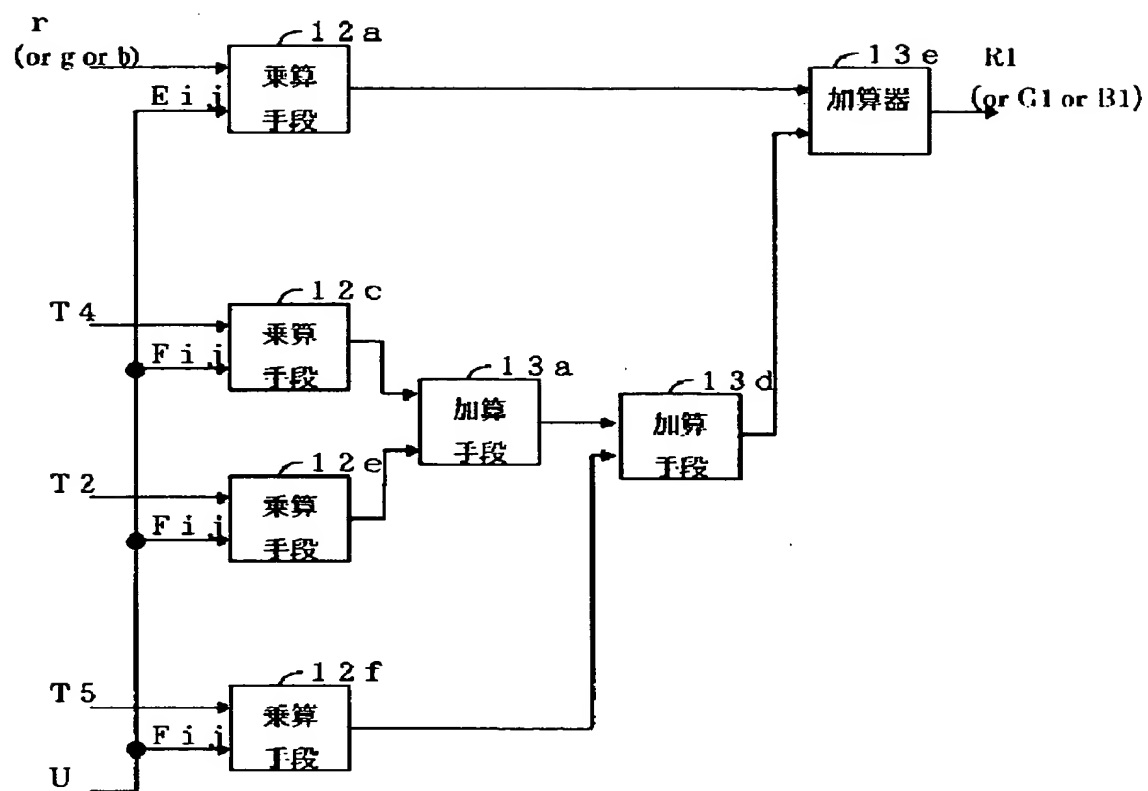 r
(or g or b)
12a
乗算
手段
Eij
13e
加算器
R1
(or G1 or B1)
T4
12c
乗算
手段
Fij
13a
加算
手段
13d
加算
手段
T2
12e
乗算
手段
Fij
T5
12f
乗算
手段
Fij
U